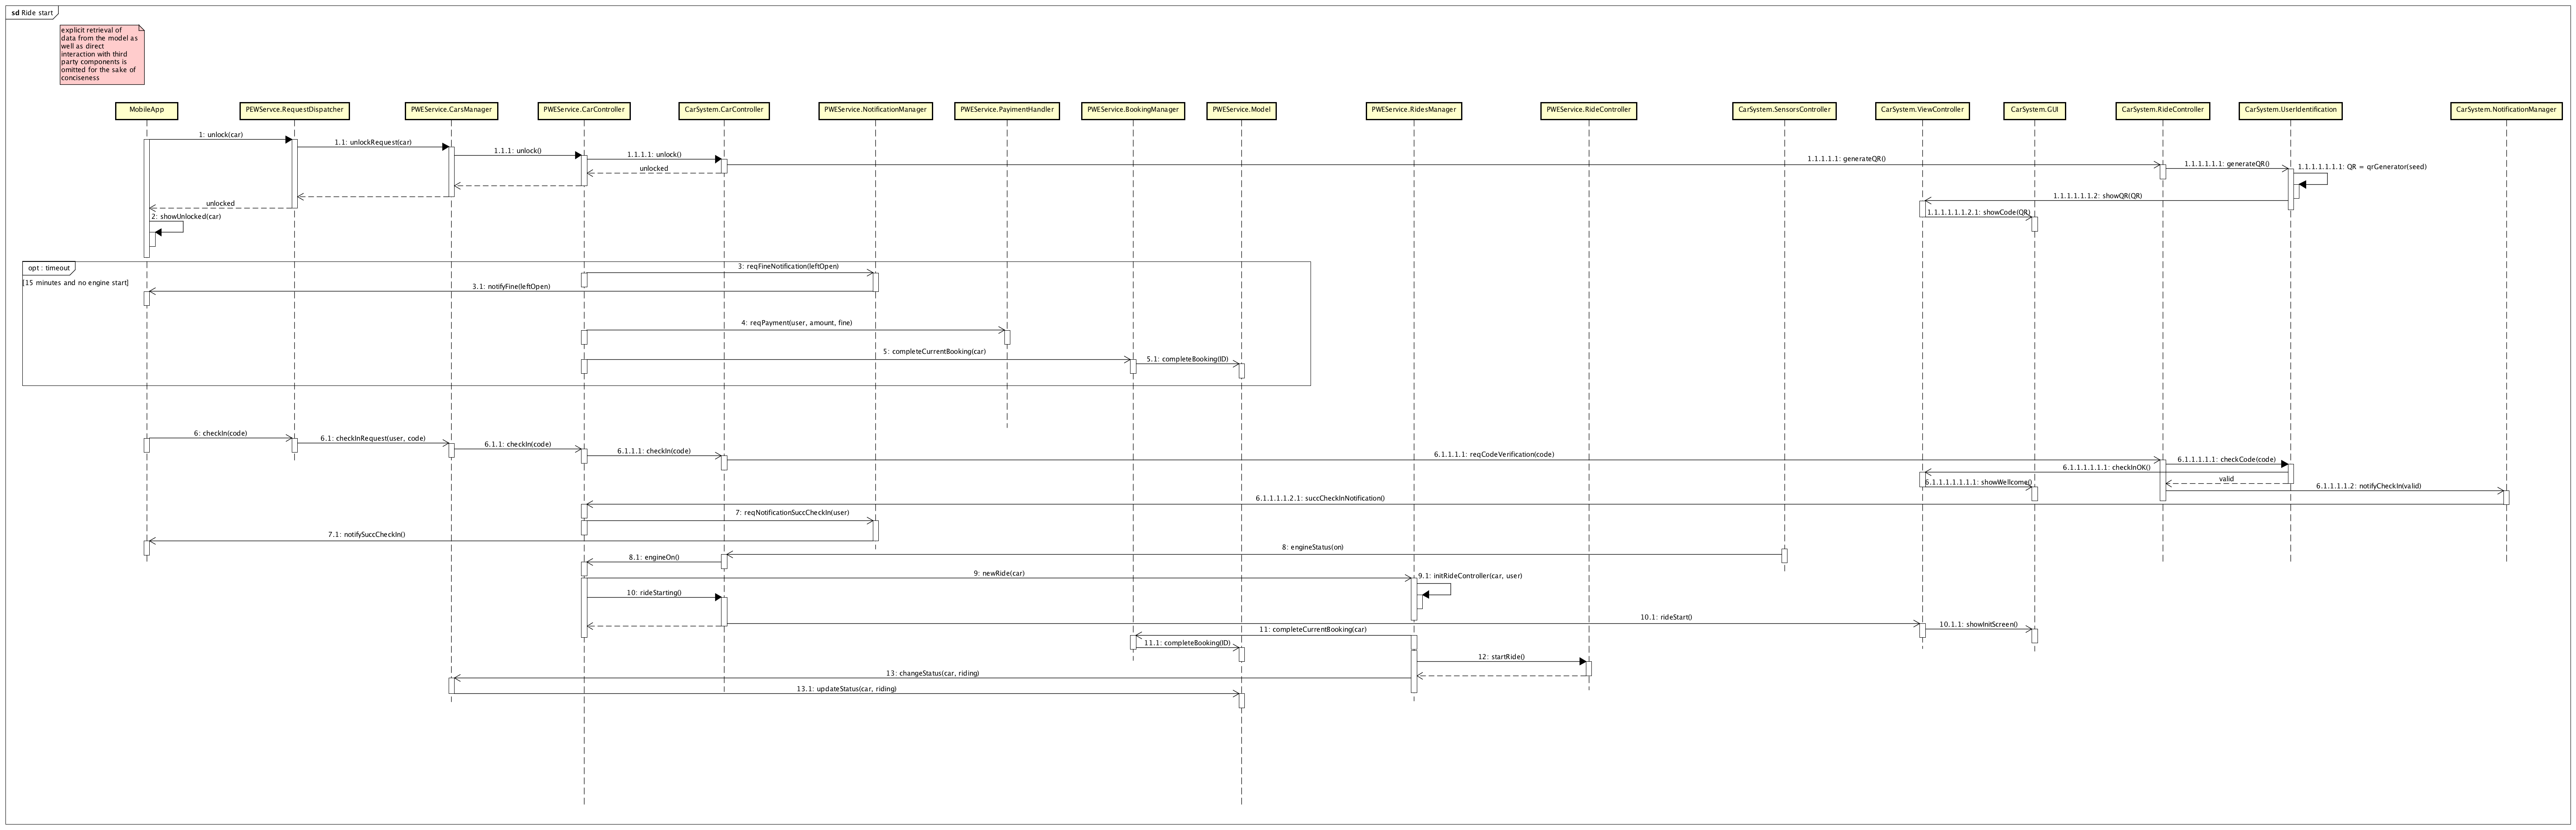 sd Ride start
explicit retrieval of
data from the model as
well as direct
interaction with third
party components is
omitted for the sake of
conciseness
MobileApp
PEWServce.RequestDispatcher
PWEService.CarsManager
PWEService.CarController
CarSystem.CarController
PWEService.NotificationManager
PWEService.PayimentHandler
PWEService.BookingManager
PWEService.Model
PWEService.RidesManager
PWEService.RideController
CarSystem.SensorsController
CarSystem.ViewController
CarSystem.GUI
CarSystem.RideController
CarSystem.UserIdentification
CarSystem.NotificationManager
1: unlock(car)
1.1: unlockRequest(car)
1.1.1: unlock()
1.1.1.1: unlock()
1.1.1.1.1: generateQR()
1.1.1.1.1.1: generateQR()
1.1.1.1.1.1.1: QR = qrGenerator(seed)
unlocked
1.1.1.1.1.1.2: showQR(QR)
unlocked
1.1.1.1.1.1.2.1: showCode(QR)
2: showUnlocked(car)
opt : timeout
[15 minutes and no engine start]
3: reqFineNotification(leftOpen)
3.1: notifyFine(leftOpen)
4: reqPayment(user, amount, fine)
5: completeCurrentBooking(car)
5.1: completeBooking(ID)
6: checkIn(code)
6.1: checkInRequest(user, code)
6.1.1: checkIn(code)
6.1.1.1: checkIn(code)
6.1.1.1.1: reqCodeVerification(code)
6.1.1.1.1.1: checkCode(code)
6.1.1.1.1.1.1: checkInOK()
valid
6.1.1.1.1.1.1.1: showWellcome()
6.1.1.1.1.2: notifyCheckIn(valid)
6.1.1.1.1.2.1: succCheckInNotification()
7: reqNotificationSuccCheckIn(user)
7.1: notifySuccCheckIn()
8: engineStatus(on)
8.1: engineOn()
9: newRide(car)
9.1: initRideController(car, user)
10: rideStarting()
10.1: rideStart()
10.1.1: showInitScreen()
11: completeCurrentBooking(car)
11.1: completeBooking(ID)
12: startRide()
13: changeStatus(car, riding)
13.1: updateStatus(car, riding)